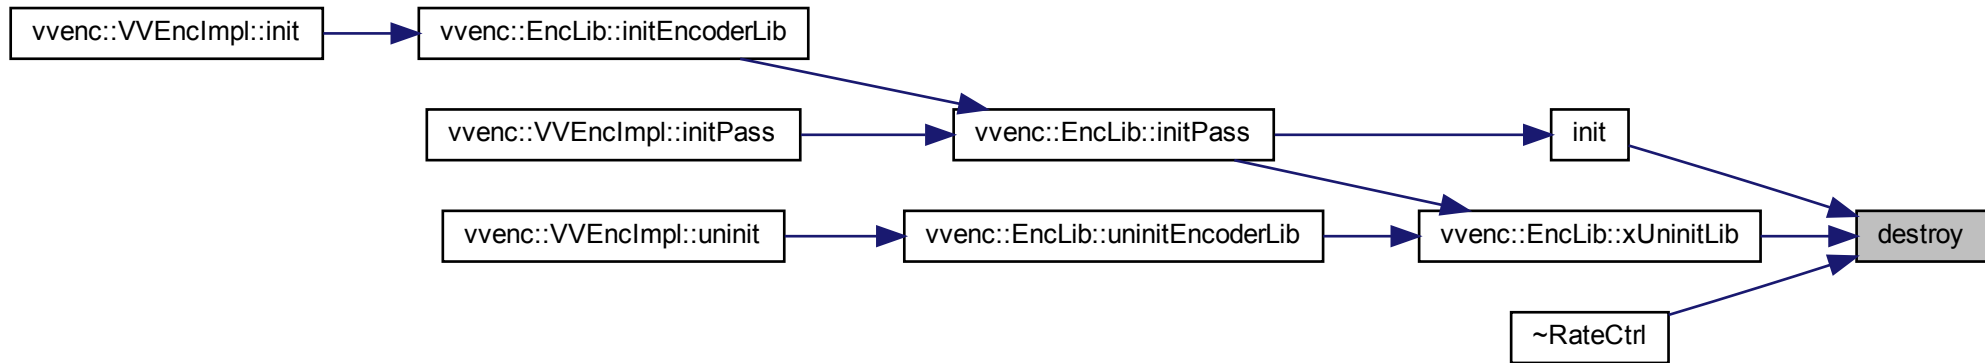 vvenc::VVEncImpl::init
vvenc::EncLib::initEncoderLib
vvenc::VVEncImpl::initPass
vvenc::EncLib::initPass
init
vvenc::VVEncImpl::uninit
vvenc::EncLib::uninitEncoderLib
vvenc::EncLib::xUninitLib
destroy
~RateCtrl